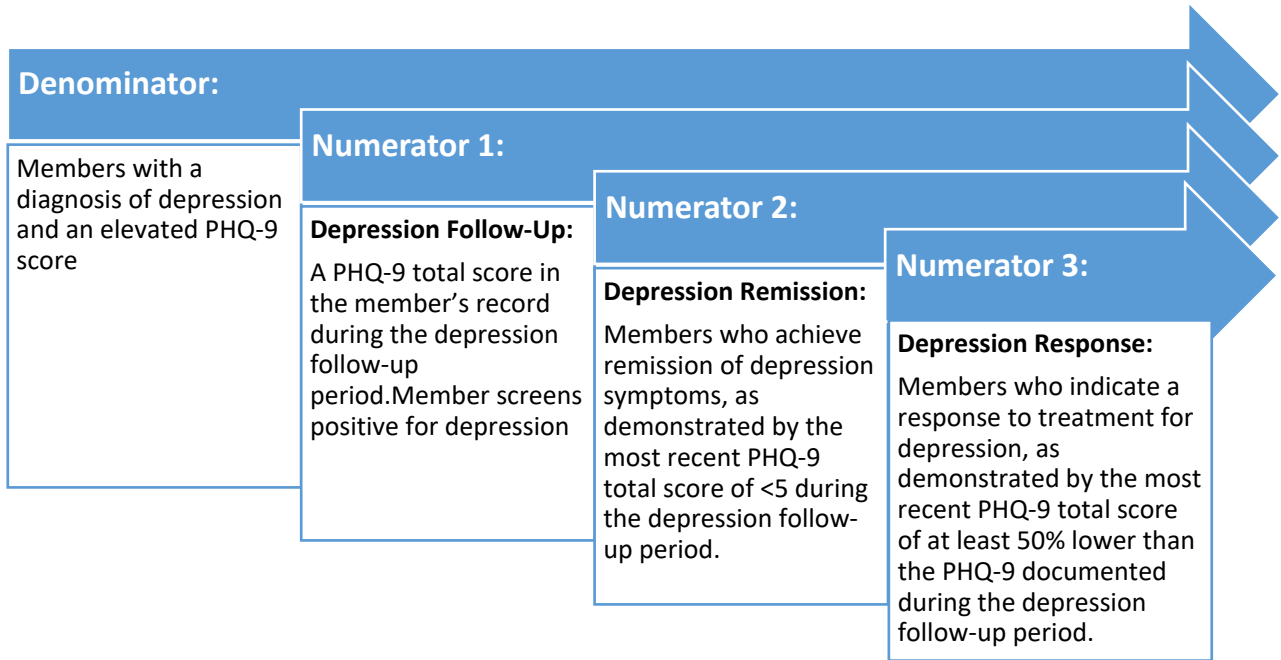 Denominator:
Members with a
diagnosis of depression
and an elevated PHQ-9
score
Numerator 1:
Depression Follow-Up:
A PHQ-9 total score in
the member’s record
during the depression
follow-up
period.Member screens
positive for depression
Numerator 2:
Depression Remission:
Members who achieve
remission of depression
symptoms, as
demonstrated by the
most recent PHQ-9
total score of <5 during
the depression follow-
up period.
Numerator 3:
Depression Response:
Members who indicate a
response to treatment for
depression, as
demonstrated by the most
recent PHQ-9 total score
of at least 50% lower than
the PHQ-9 documented
during the depression
follow-up period.